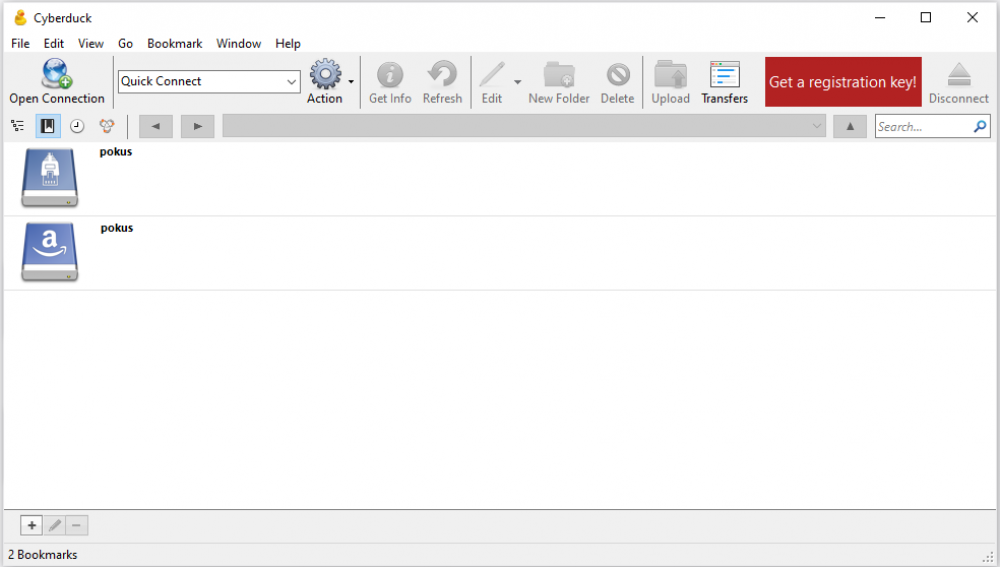 Cyberduck
File Edit View Go Bookmark Window Help
Open Connection Quick Connect Action Get Info Refresh Edit New Folder Delete Upload Transfers Get a registration key! Disconnect
Search...
pokus
a
pokus
2 Bookmarks